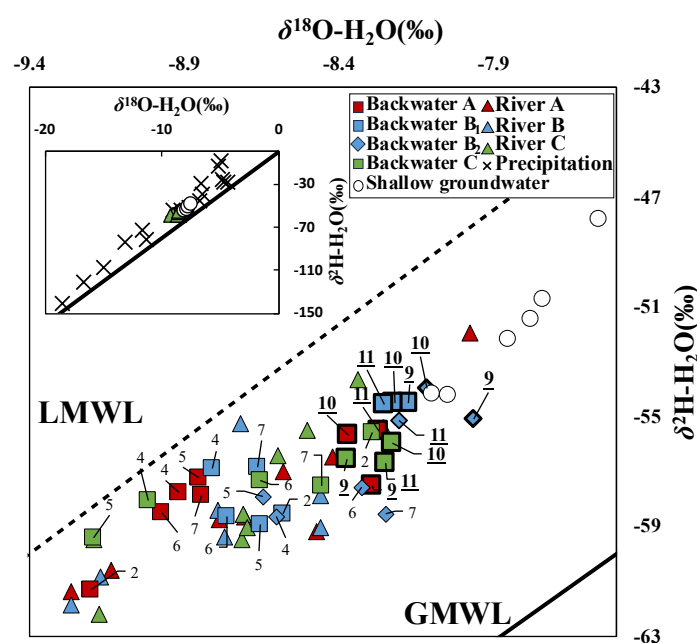 δ18O-H2O(‰)
-9.4 -8.9 -8.4 -7.9
-43
δ18O-H2O(‰)
-20 -10 0
-30
-70
-110
-150
δ2H-H2O(‰)
Backwater A River A
Backwater B1 River B
Backwater B2 River C
Backwater C Precipitation
Shallow groundwater
-47
-51
-55
-59
-63
δ2H-H2O(‰)
LMWL
GMWL
10
11 10 9
9
10 11 11
7 4
5 7 2 10
4 4 6 9 9 11
5 5 2 6 7
6 6 5 4
2